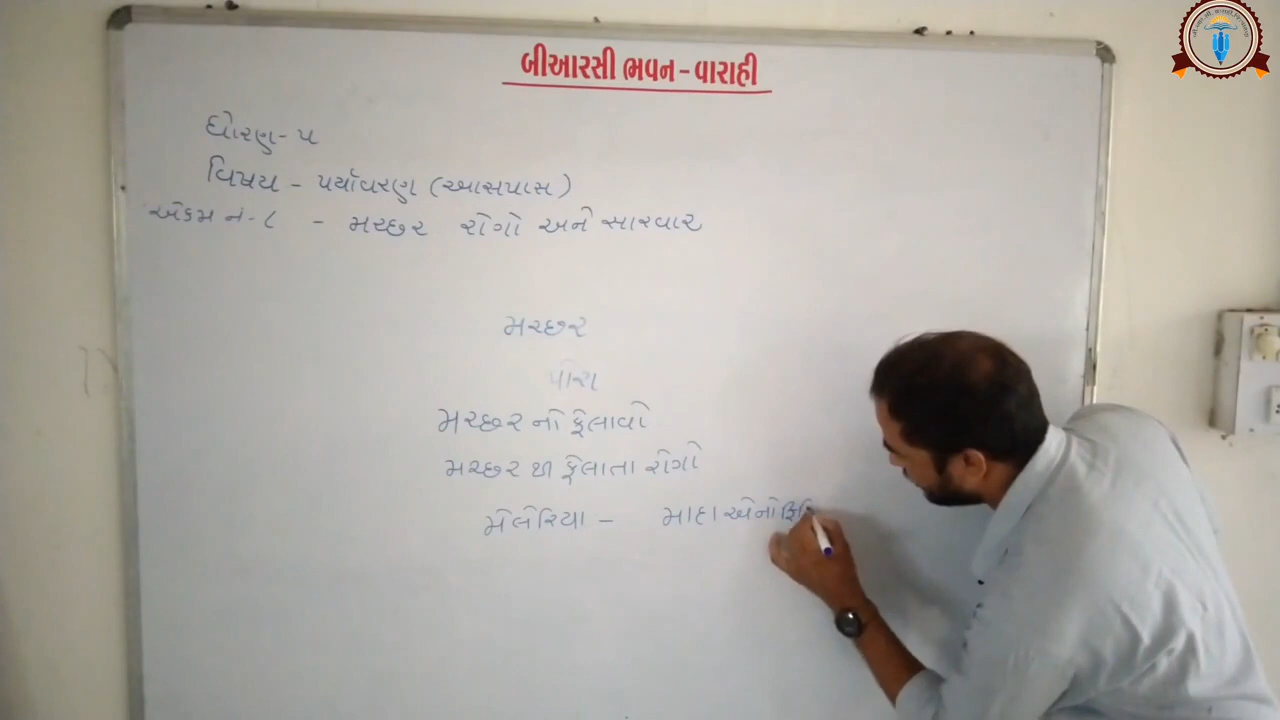 બીઆરસી ભવન - વારાહી
ધોરણ - ૫
વિષય - પર્યાવરણ (આસપાસ)
એકમ નં - ૮ - મચ્છર રોગો અને સારવાર
મચ્છર
મચ્છર નો ફેલાવો
મચ્છર થી ફેલાતા રોગો
મેલેરિયા - માદા એનોફિ